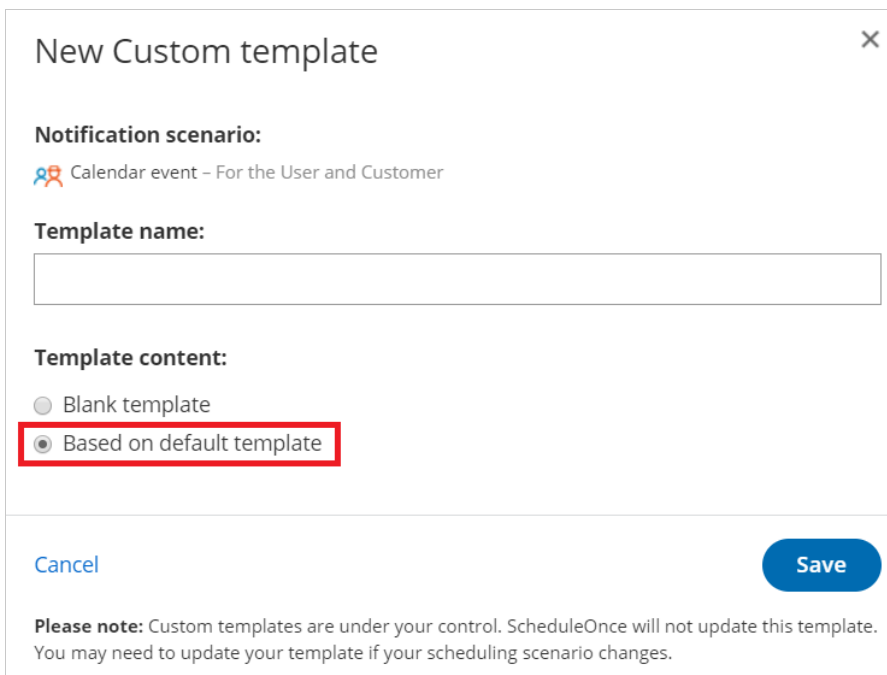 New Custom template
Notification scenario:
Calendar event – For the User and Customer
Template name:
Template content:
Blank template
Based on default template
Cancel
Save
Please note: Custom templates are under your control. ScheduleOnce will not update this template.
You may need to update your template if your scheduling scenario changes.